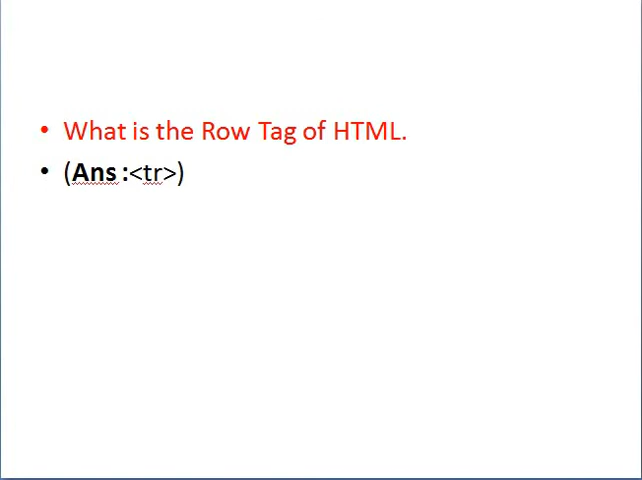 • What is the Row Tag of HTML.
• (Ans :<tr>)